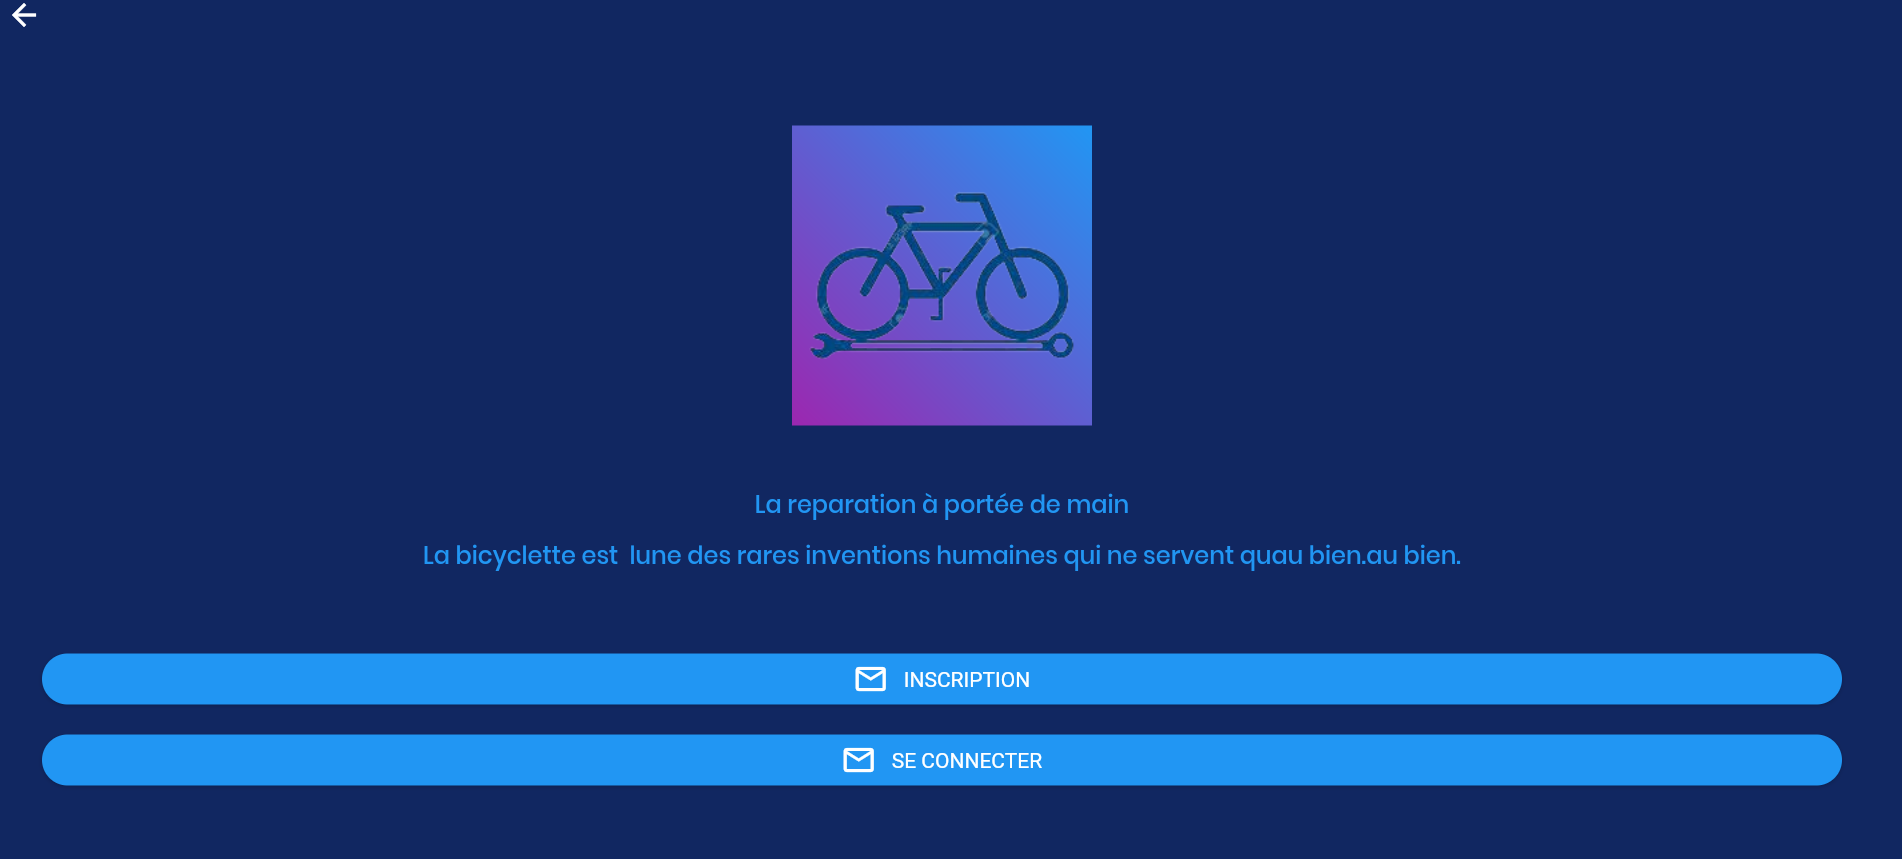 La reparation à portée de main
La bicyclette est  lune des rares inventions humaines qui ne servent quau bien.au bien.
INSCRIPTION
SE CONNECTER